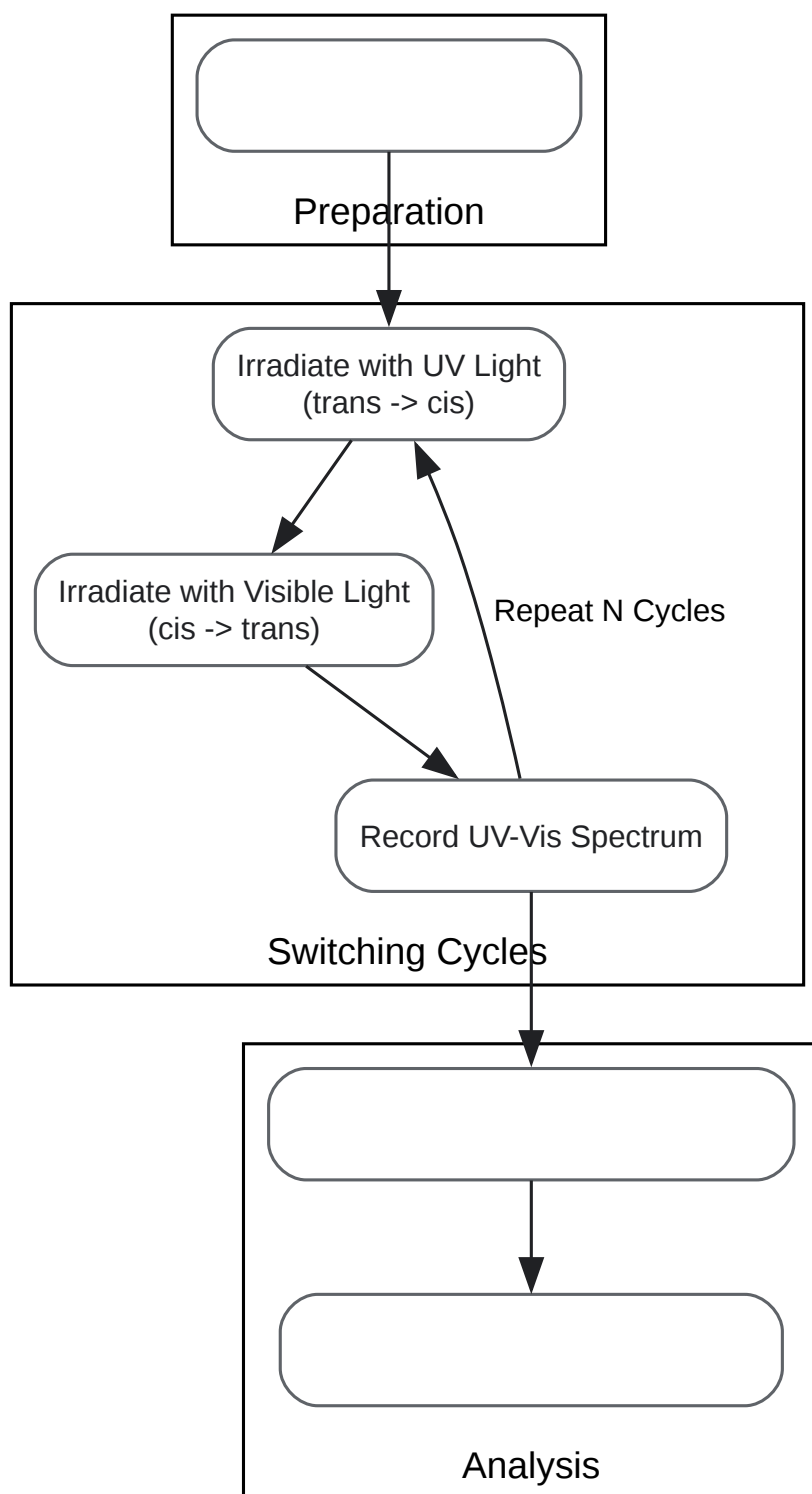 Preparation
Irradiate with UV Light
(trans -> cis)
Irradiate with Visible Light
(cis -> trans)
Repeat N Cycles
Record UV-Vis Spectrum
Switching Cycles
Analysis